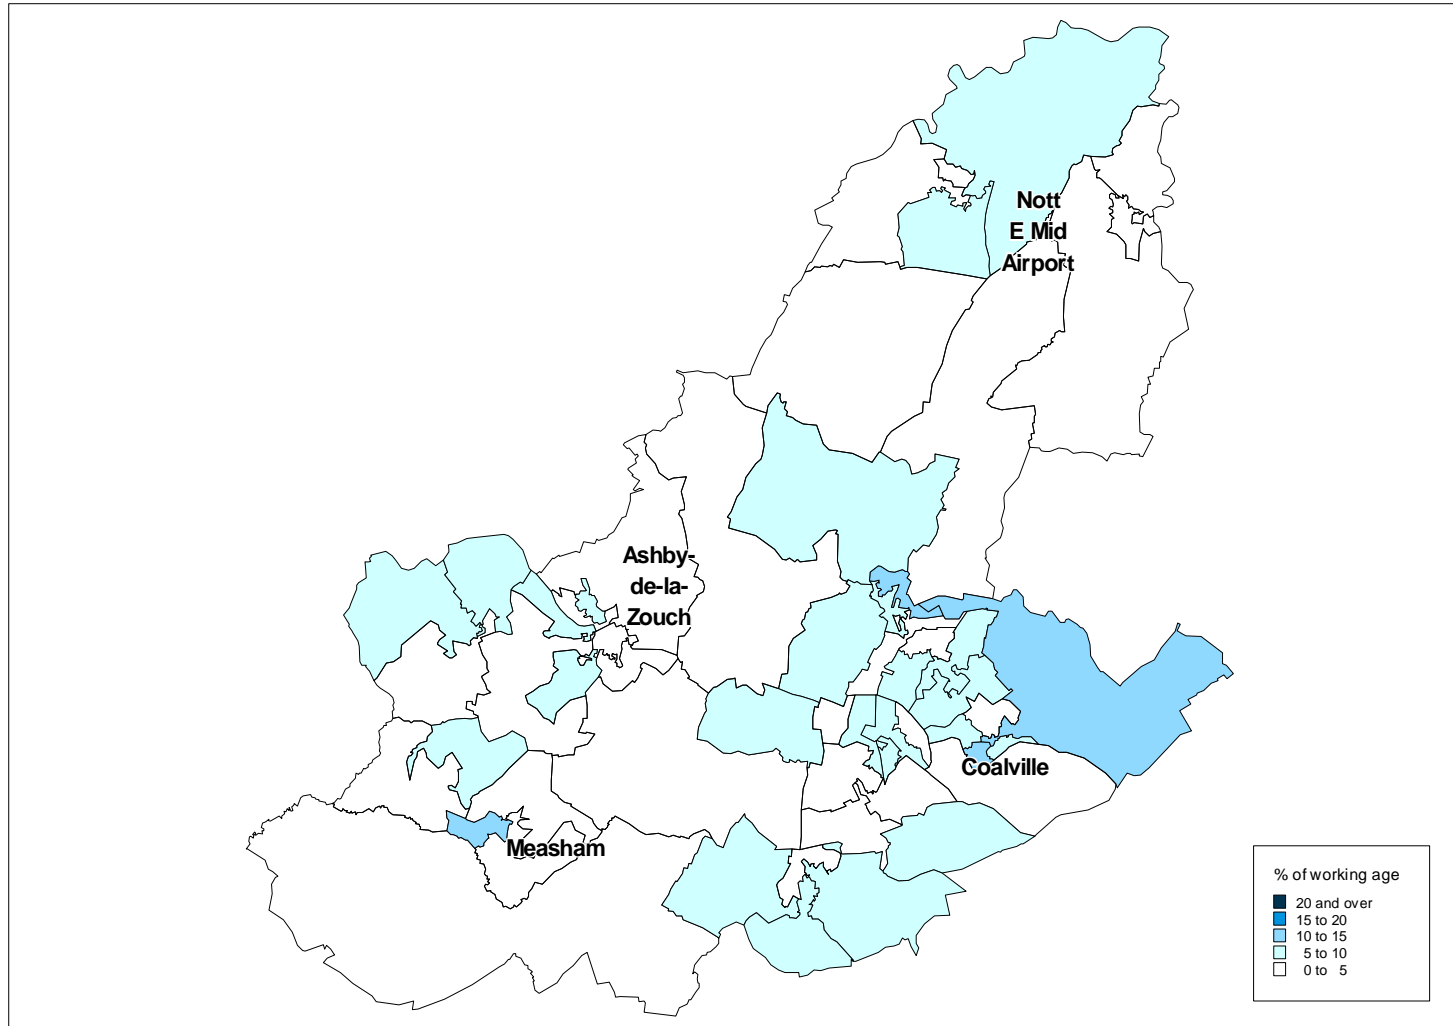 Nott
E Mid
Airport
Ashby-
de-la-
Zouch
Coalville
Measham
% of working age
20 and over
15 to 20
10 to 15
5 to 10
0 to 5